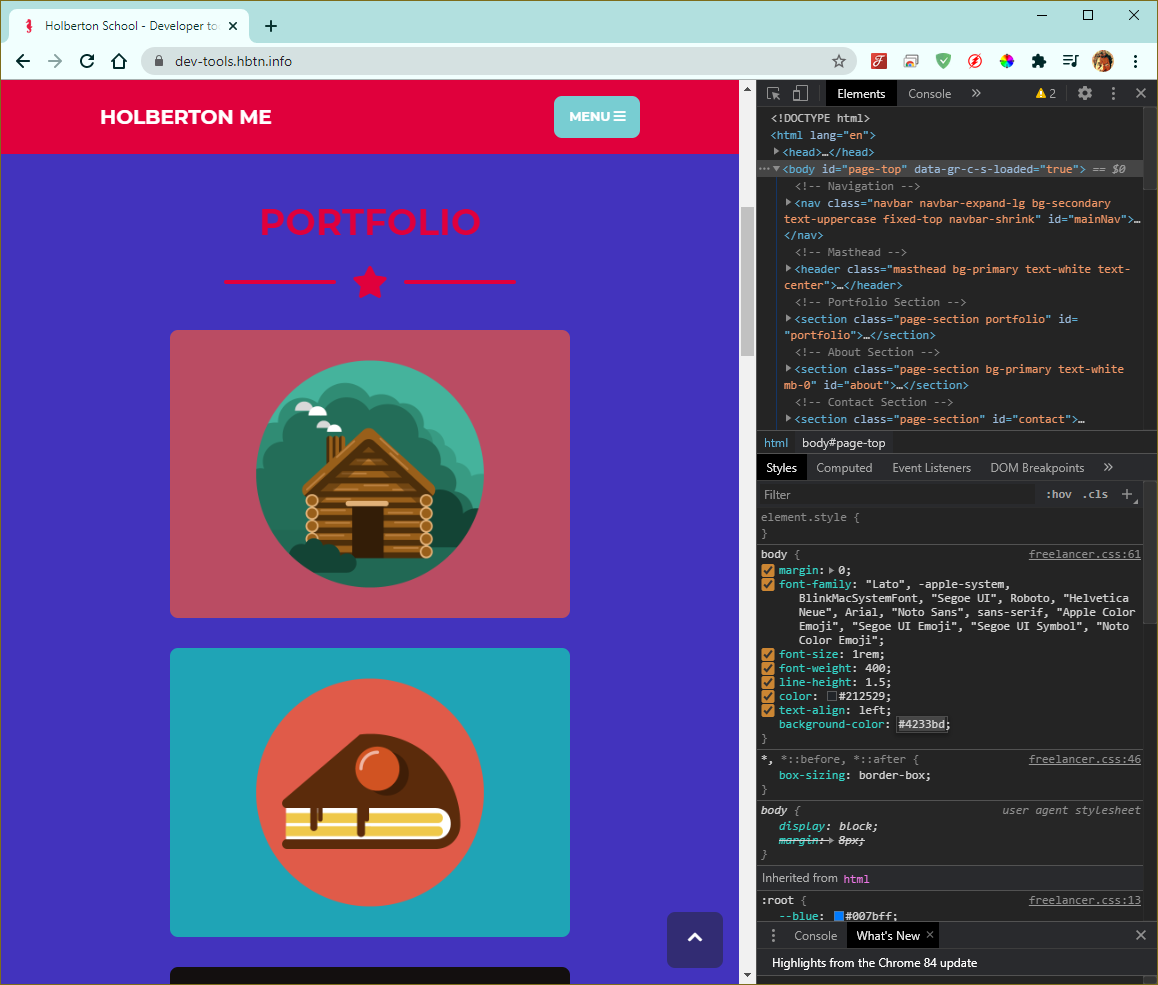 Holberton School - Developer to
dev-tools.hbtn.info
HOLBERTON ME
MENU
PORTFOLIO
Elements Console » 2
<!DOCTYPE html>
<html lang="en">
<head>…</head>
<body id="page-top" data-gr-c-s-loaded="true"> == $0
<!-- Navigation -->
<nav class="navbar navbar-expand-lg bg-secondary
text-uppercase fixed-top navbar-shrink" id="mainNav">…
</nav>
<!-- Masthead -->
<header class="masthead bg-primary text-white text-
center">…</header>
<!-- Portfolio Section -->
<section class="page-section portfolio" id=
"portfolio">…</section>
<!-- About Section -->
<section class="page-section bg-primary text-white
mb-0" id="about">…</section>
<!-- Contact Section -->
<section class="page-section" id="contact">…
html body#page-top
Styles Computed Event Listeners DOM Breakpoints »
Filter :hov .cls +
element.style {
}
body { freelancer.css:61
margin: 0;
font-family: "Lato", -apple-system,
BlinkMacSystemFont, "Segoe UI", Roboto, "Helvetica
Neue", Arial, "Noto Sans", sans-serif, "Apple Color
Emoji", "Segoe UI Emoji", "Segoe UI Symbol", "Noto
Color Emoji";
font-size: 1rem;
font-weight: 400;
line-height: 1.5;
color: #212529;
text-align: left;
background-color: #4233bd;
}
*, *::before, *::after { freelancer.css:46
box-sizing: border-box;
}
body { user agent stylesheet
display: block;
margin: 8px;
}
Inherited from html
:root { freelancer.css:13
--blue: #007bff;
Console What's New
Highlights from the Chrome 84 update